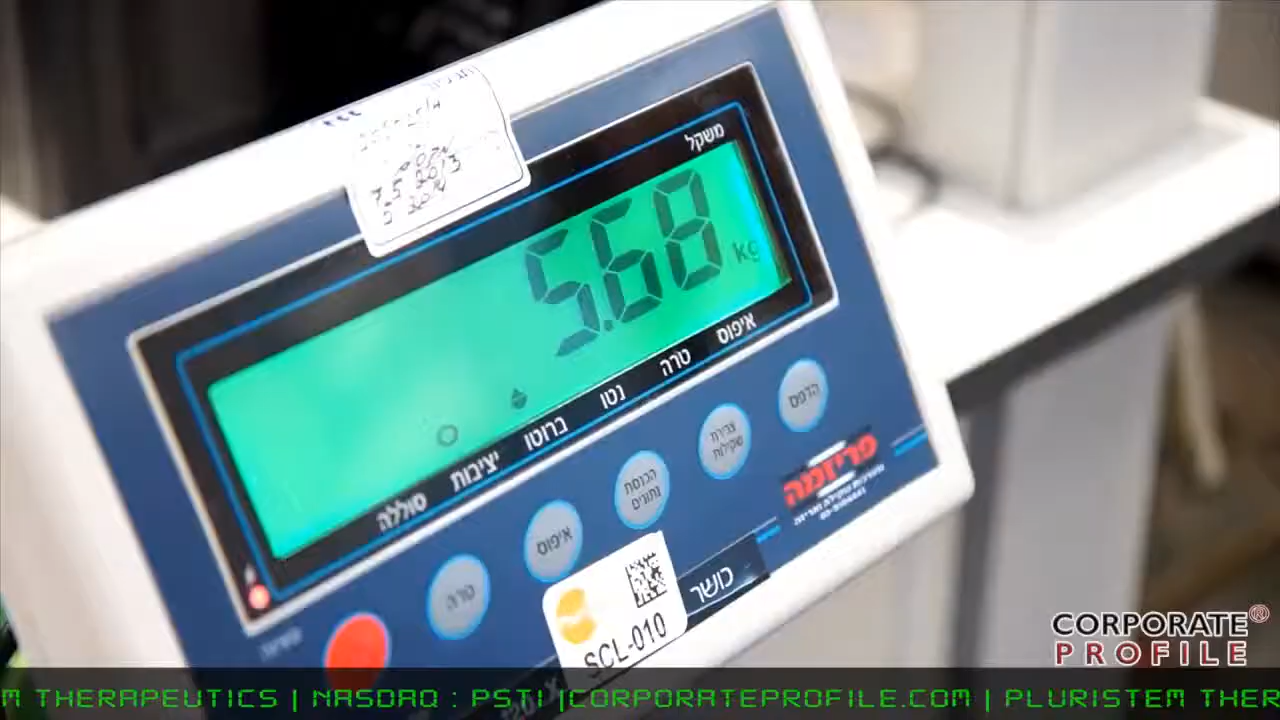 משקל
5.68 kg
סוללה יציבות ברוטו נטו טרה איפוס
טרה איפוס הכנסת נתונים צבירת שקילות הדפס
פריזמה
כושר
SCL-010
CORPORATE®
PROFILE
M THERAPEUTICS | NASDAQ : PSTI |CORPORATEPROFILE.COM | PLURISTEM THER